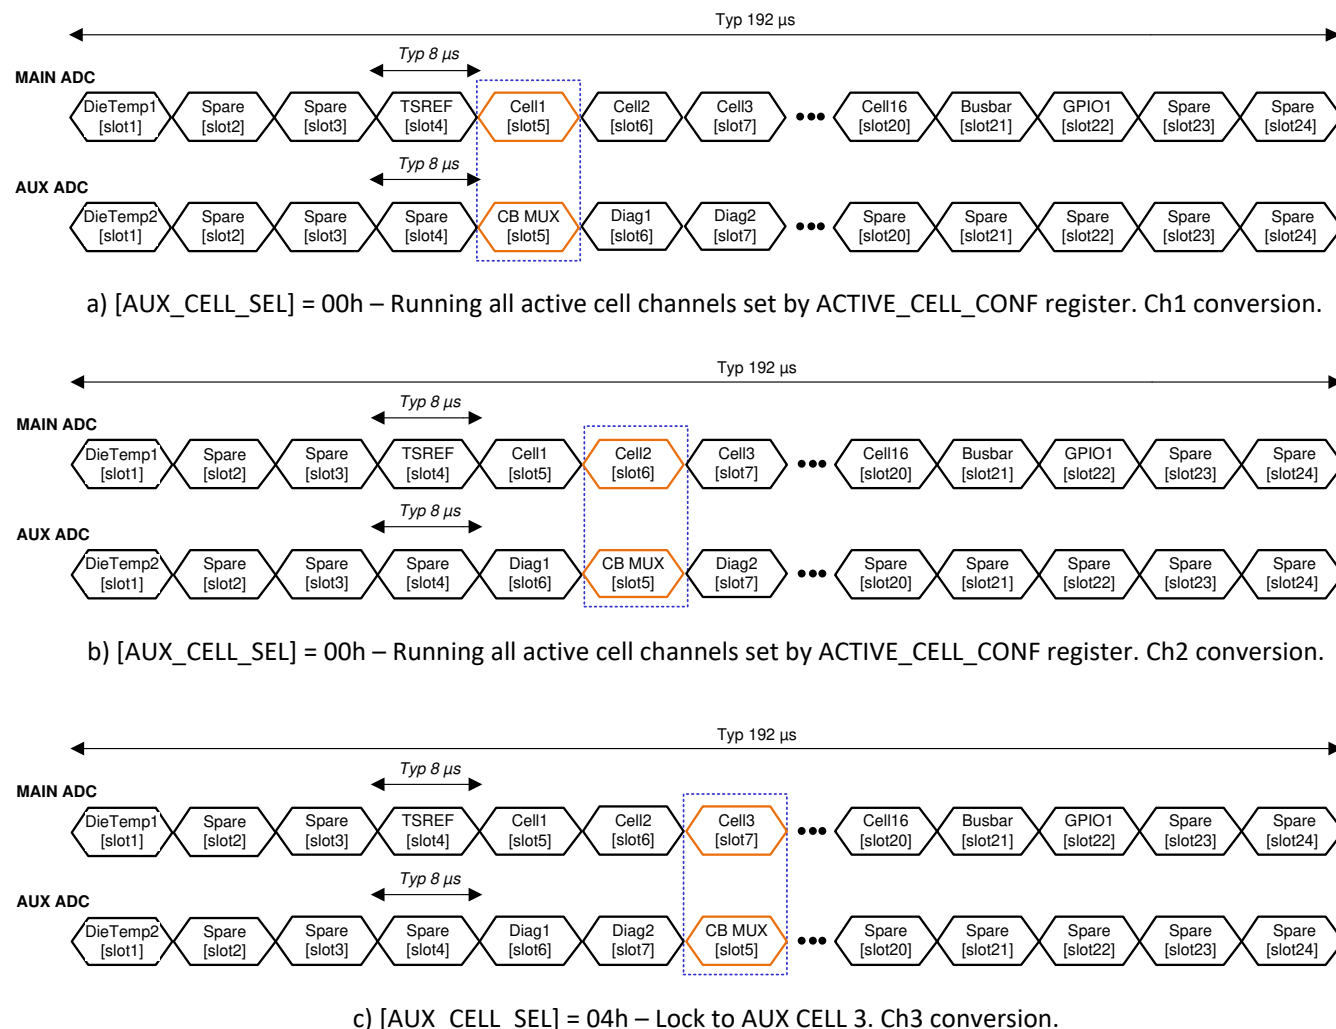 Typ 192 µs
Typ 8 µs
MAIN ADC
DieTemp1 Spare Spare TSREF Cell1 Cell2 Cell3 Cell16 Busbar GPIO1 Spare Spare
[slot1] [slot2] [slot3] [slot4] [slot5] [slot6] [slot7] [slot20] [slot21] [slot22] [slot23] [slot24]
Typ 8 µs
AUX ADC
DieTemp2 Spare Spare Spare CB MUX Diag1 Diag2 Spare Spare Spare Spare Spare
[slot1] [slot2] [slot3] [slot4] [slot5] [slot6] [slot7] [slot20] [slot21] [slot22] [slot23] [slot24]
a) [AUX_CELL_SEL] = 00h – Running all active cell channels set by ACTIVE_CELL_CONF register. Ch1 conversion.
Typ 192 µs
Typ 8 µs
MAIN ADC
DieTemp1 Spare Spare TSREF Cell1 Cell2 Cell3 Cell16 Busbar GPIO1 Spare Spare
[slot1] [slot2] [slot3] [slot4] [slot5] [slot6] [slot7] [slot20] [slot21] [slot22] [slot23] [slot24]
Typ 8 µs
AUX ADC
DieTemp2 Spare Spare Spare Diag1 CB MUX Diag2 Spare Spare Spare Spare Spare
[slot1] [slot2] [slot3] [slot4] [slot6] [slot5] [slot7] [slot20] [slot21] [slot22] [slot23] [slot24]
b) [AUX_CELL_SEL] = 00h – Running all active cell channels set by ACTIVE_CELL_CONF register. Ch2 conversion.
Typ 192 µs
Typ 8 µs
MAIN ADC
DieTemp1 Spare Spare TSREF Cell1 Cell2 Cell3 Cell16 Busbar GPIO1 Spare Spare
[slot1] [slot2] [slot3] [slot4] [slot5] [slot6] [slot7] [slot20] [slot21] [slot22] [slot23] [slot24]
Typ 8 µs
AUX ADC
DieTemp2 Spare Spare Spare Diag1 Diag2 CB MUX Spare Spare Spare Spare Spare
[slot1] [slot2] [slot3] [slot4] [slot6] [slot7] [slot5] [slot20] [slot21] [slot22] [slot23] [slot24]
c) [AUX_CELL_SEL] = 04h – Lock to AUX CELL 3. Ch3 conversion.